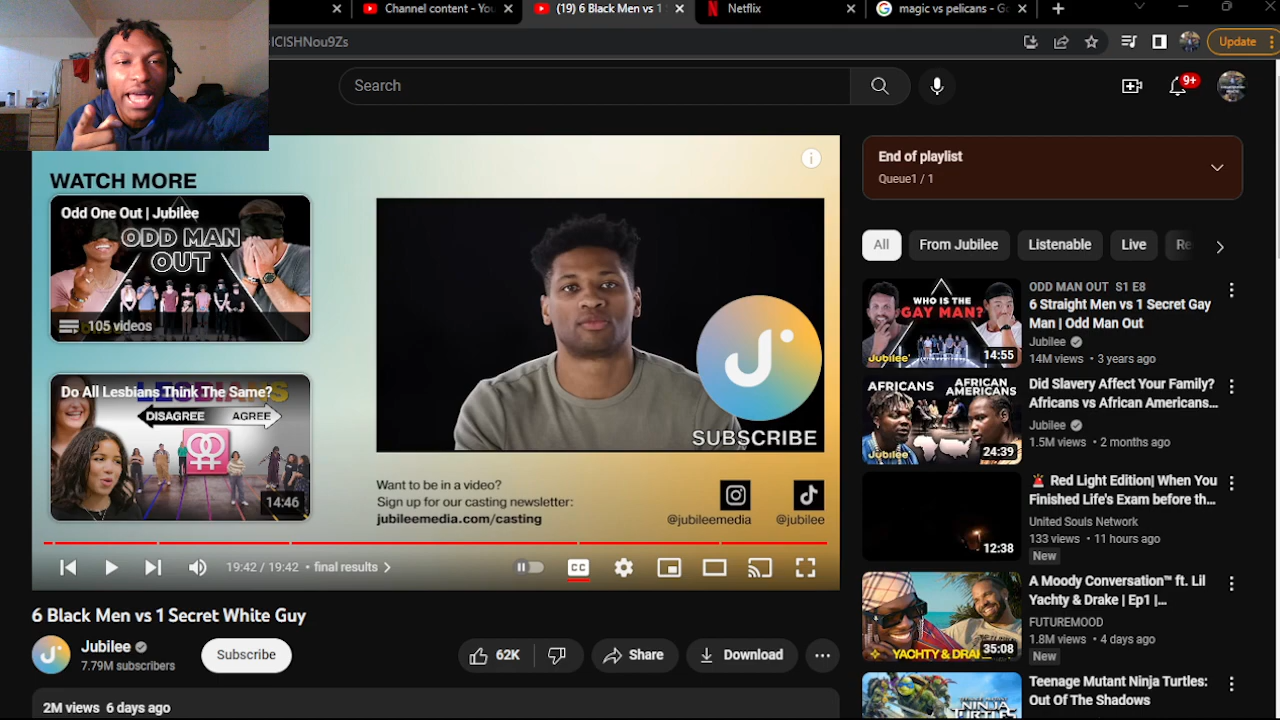 Channel content - You
(19) 6 Black Men vs 1 S
Netflix
magic vs pelicans - Go
ICISHNou9Zs
Update
Search
9+
WATCH MORE
Odd One Out | Jubilee
ODD MAN
OUT
105 videos
Do All Lesbians Think The Same?
LESBIANS
DISAGREE
AGREE
14:46
SUBSCRIBE
Want to be in a video?
Sign up for our casting newsletter:
jubileemedia.com/casting
@jubileemedia
@jubilee
19:42 / 19:42 • final results
CC
6 Black Men vs 1 Secret White Guy
Jubilee
7.79M subscribers
Subscribe
62K
Share
Download
2M views 6 days ago
End of playlist
Queue1 / 1
All
From Jubilee
Listenable
Live
Re
WHO IS THE
GAY MAN?
Jubilee
14:55
ODD MAN OUT S1 E8
6 Straight Men vs 1 Secret Gay
Man | Odd Man Out
Jubilee
14M views • 3 years ago
AFRICANS
AFRICAN
AMERICANS
Jubilee
24:39
Did Slavery Affect Your Family?
Africans vs African Americans...
Jubilee
1.5M views • 2 months ago
12:38
🚨 Red Light Edition| When You
Finished Life's Exam before th...
United Souls Network
133 views • 11 hours ago
New
YACHTY & DRAKE
35:08
A Moody Conversation™ ft. Lil
Yachty & Drake | Ep1 |...
FUTUREMOOD
1.8M views • 4 days ago
New
NINJA
TURTLES
Teenage Mutant Ninja Turtles:
Out Of The Shadows